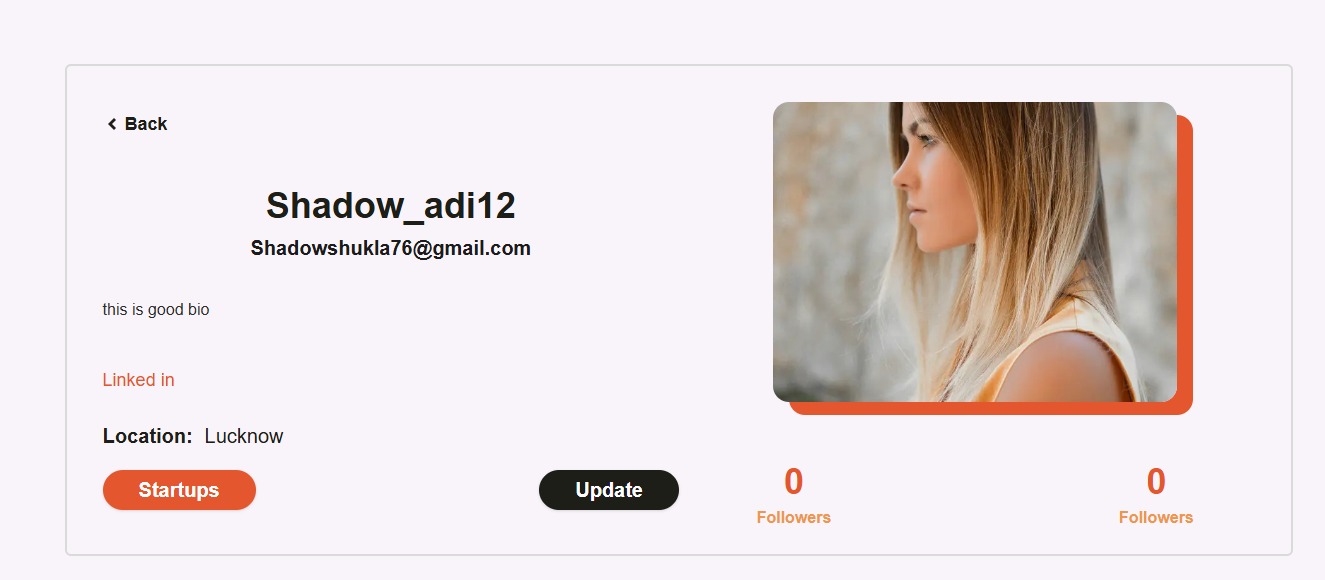 Back
Shadow_adi12
Shadowshukla76@gmail.com
this is good bio
Linked in
Location: Lucknow
Startups
Update
0
Followers
0
Followers